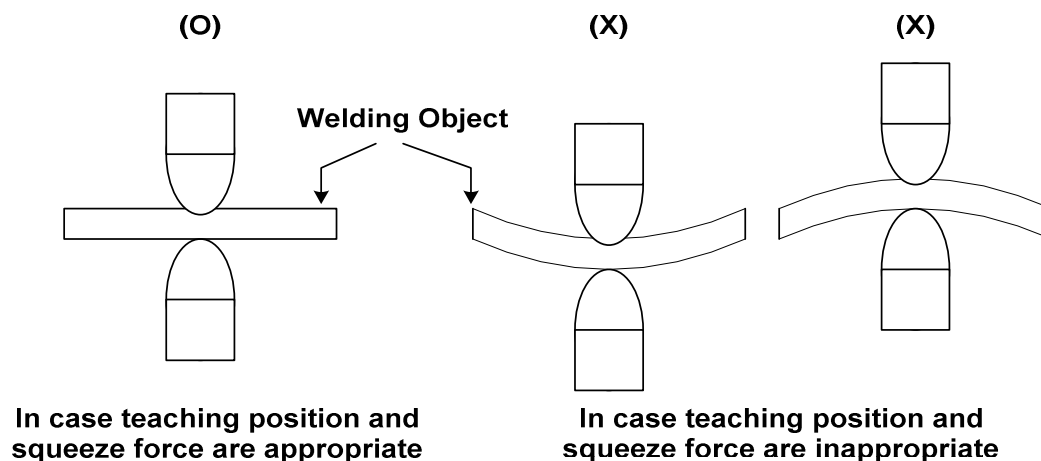 (O)
(X)
(X)
Welding Object
In case teaching position and
squeeze force are appropriate
In case teaching position and
squeeze force are inappropriate